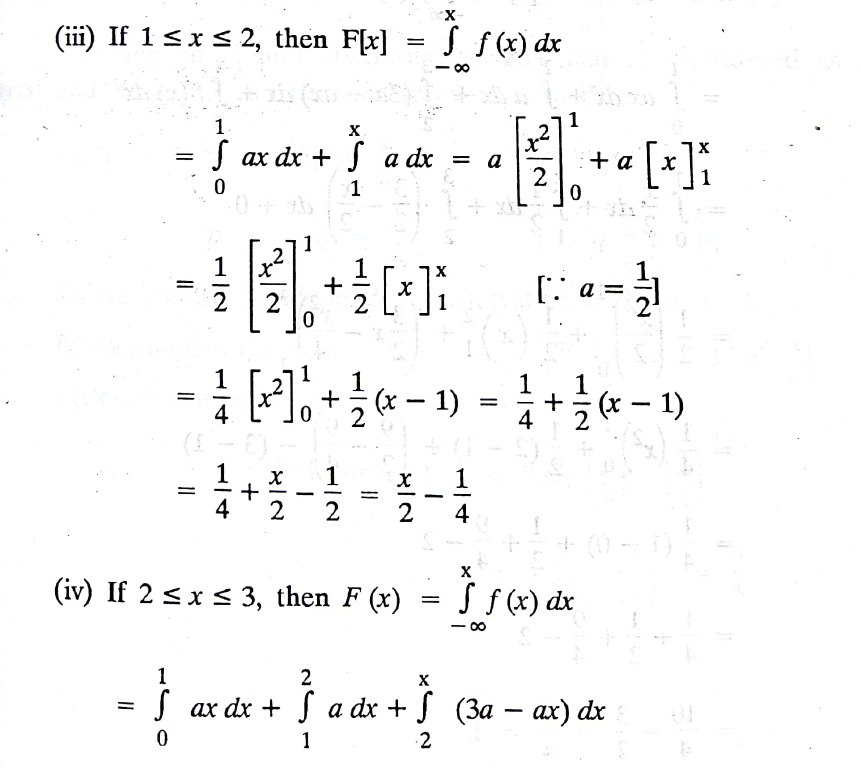 (iii) If 1 ≤ x ≤ 2, then F[x] = ∫_{-∞}^{x} f(x) dx
= ∫_{0}^{1} ax dx + ∫_{1}^{x} a dx = a [x²/2]_{0}^{1} + a [x]_{1}^{x}
= 1/2 [x²/2]_{0}^{1} + 1/2 [x]_{1}^{x} [∵ a = 1/2]
= 1/4 [x²]_{0}^{1} + 1/2 (x − 1) = 1/4 + 1/2 (x − 1)
= 1/4 + x/2 − 1/2 = x/2 − 1/4
(iv) If 2 ≤ x ≤ 3, then F (x) = ∫_{-∞}^{x} f(x) dx
= ∫_{0}^{1} ax dx + ∫_{1}^{2} a dx + ∫_{2}^{x} (3a − ax) dx